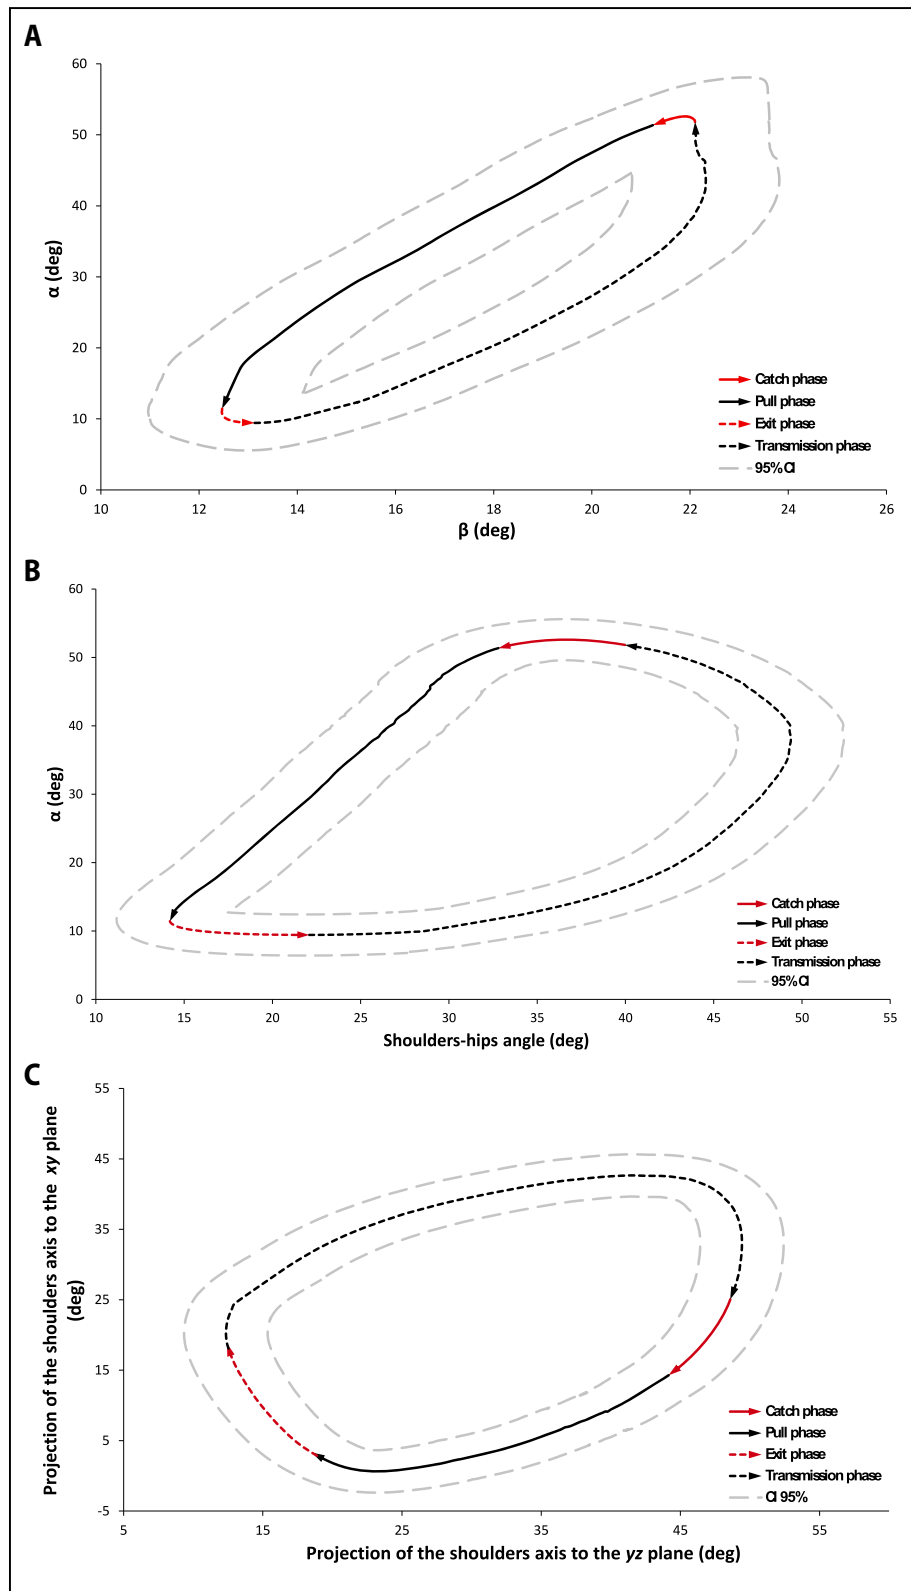 A
60
50
40
30
20
10
0
α (deg)
10 12 14 16 18 20 22 24 26
β (deg)
Catch phase
Pull phase
Exit phase
Transmission phase
95% CI
B
60
50
40
30
20
10
0
α (deg)
10 15 20 25 30 35 40 45 50 55
Shoulders-hips angle (deg)
Catch phase
Pull phase
Exit phase
Transmission phase
95% CI
C
55
45
35
25
15
5
-5
Projection of the shoulders axis to the xy plane
(deg)
5 15 25 35 45 55
Projection of the shoulders axis to the yz plane (deg)
Catch phase
Pull phase
Exit phase
Transmission phase
CI 95%